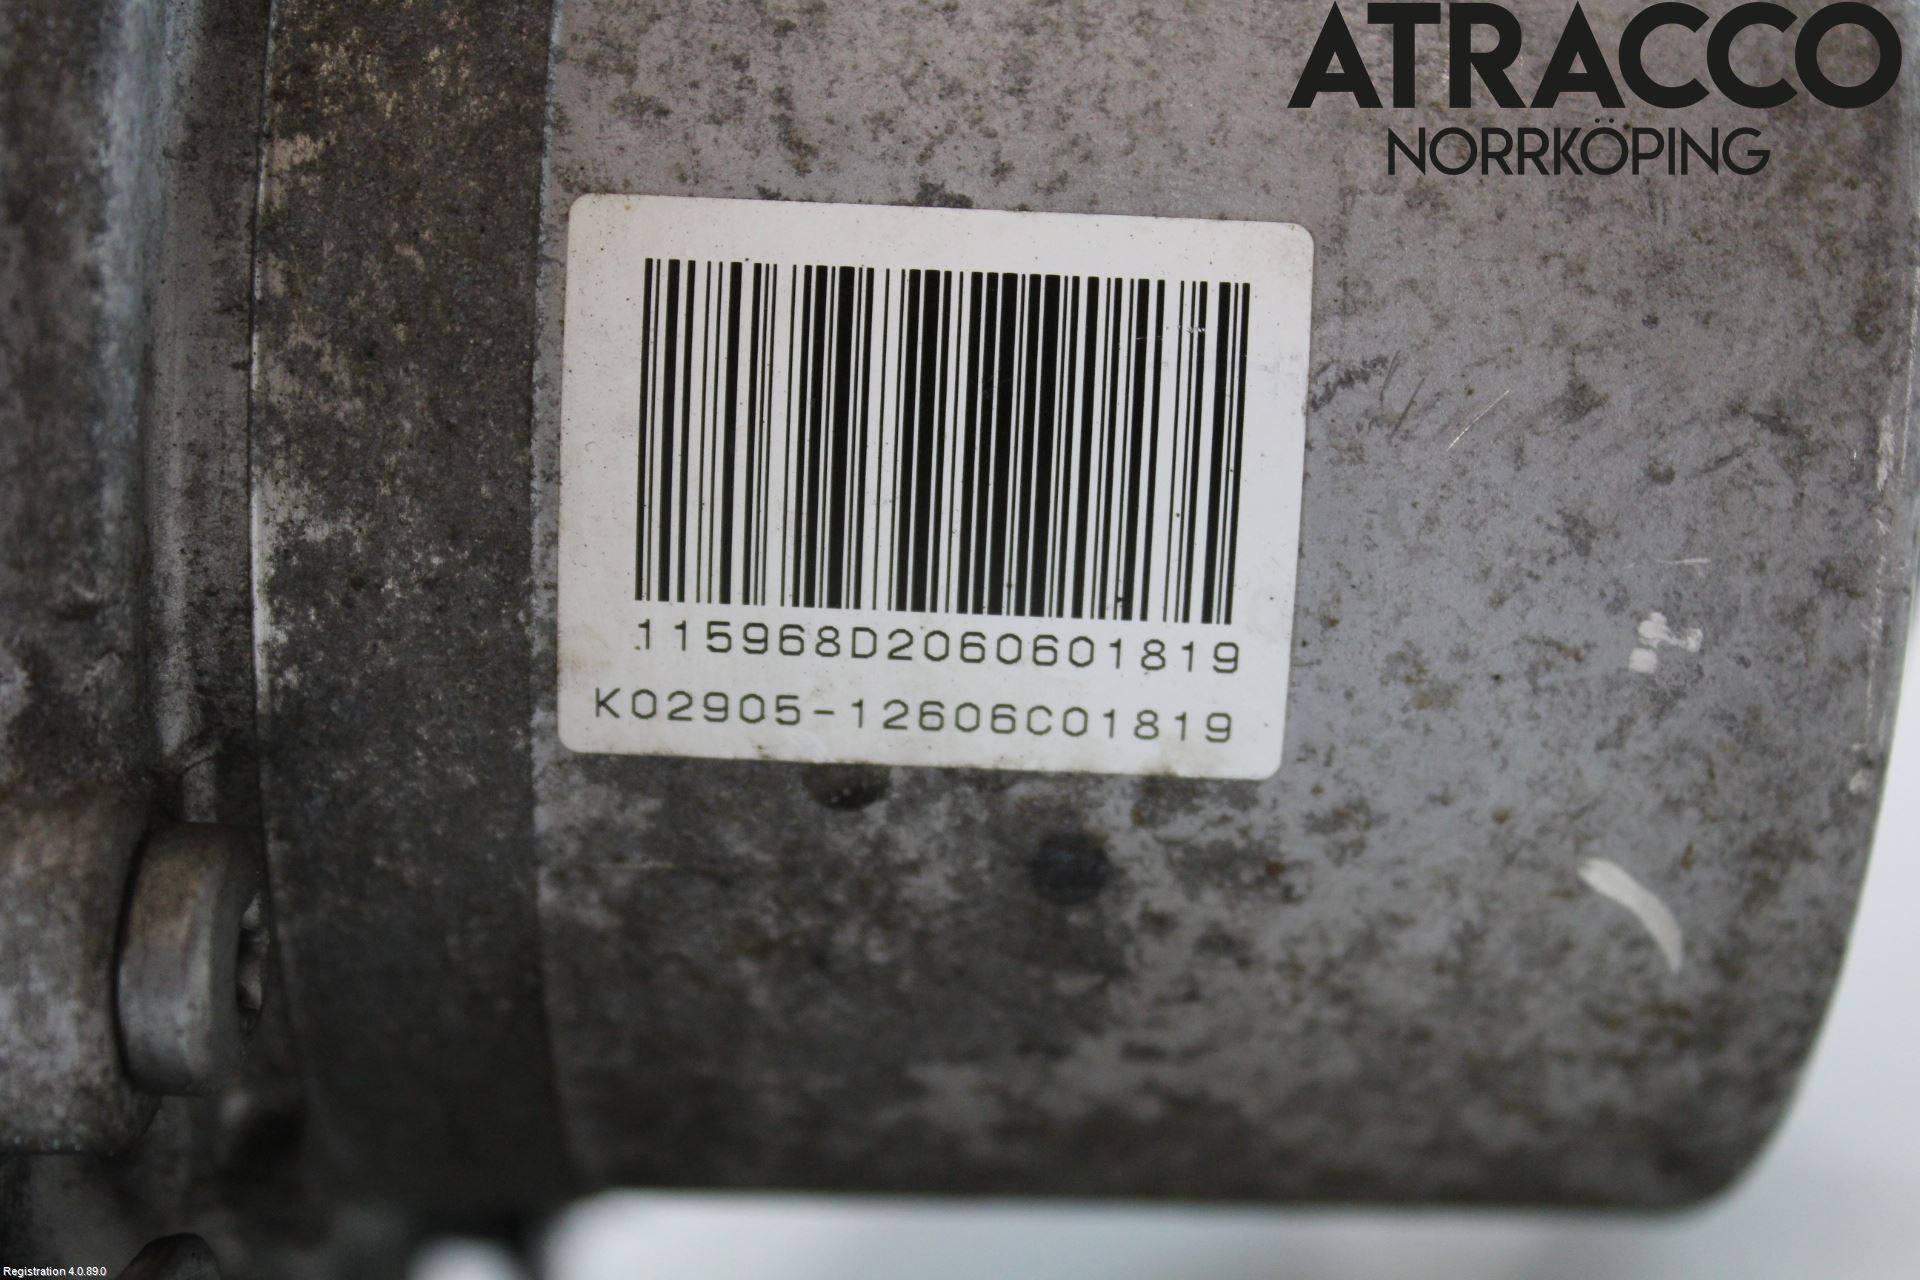 ATRACCO
NORRKÖPING
115968D2060601819
K02905-12606C01819
Registration 4.0.89.0